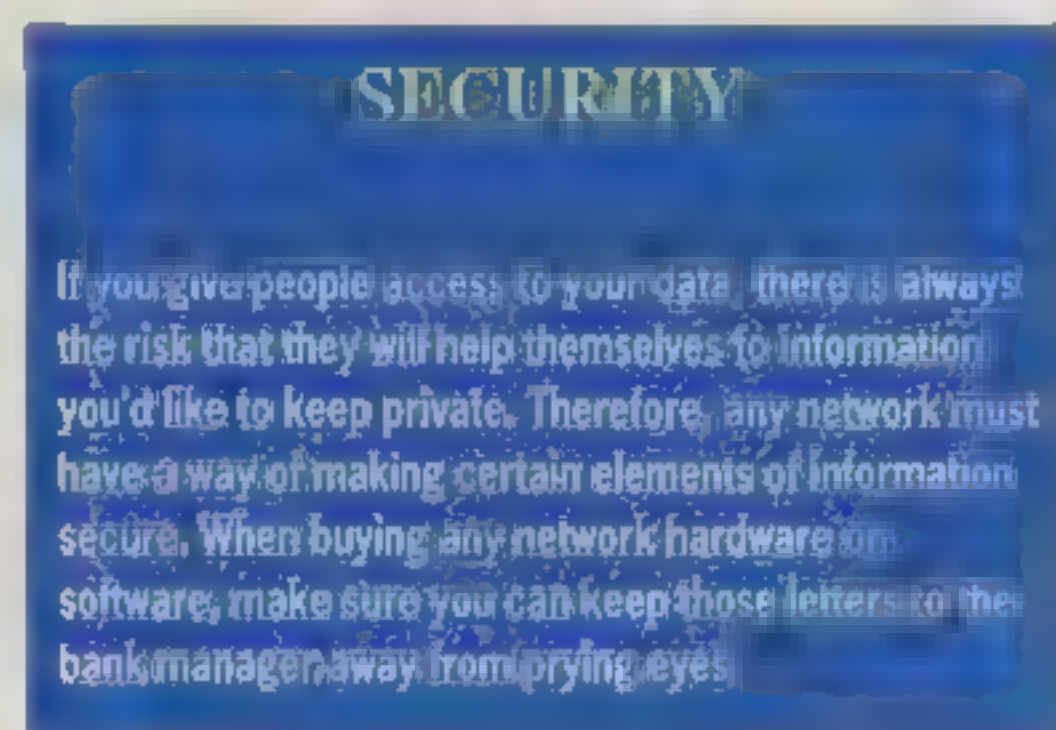 SECURITY
If you give people access to your data, there is always
the risk that they will help themselves to information
you'd like to keep private. Therefore, any network must
have a way of making certain elements of information
secure. When buying any network hardware or
software, make sure you can keep those letters to the
bank manager away from prying eyes